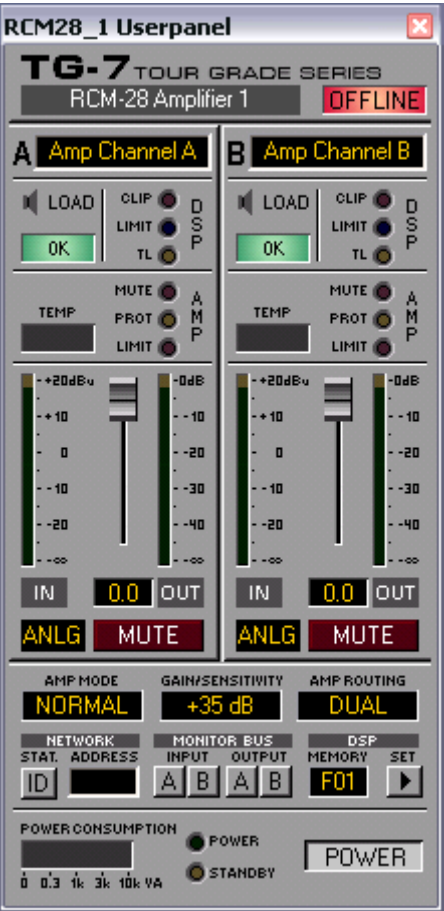 RCM28_1 Userpanel
TG-7 TOUR GRADE SERIES
RCM-28 Amplifier 1 OFFLINE
A Amp Channel A B Amp Channel B
LOAD CLIP LIMIT TL DSP LOAD CLIP LIMIT TL DSP
OK OK
TEMP MUTE PROT LIMIT AMP TEMP MUTE PROT LIMIT AMP
+20dBu -0dB +20dBu -0dB
+10 -10 +10 -10
0 -20 0 -20
-10 -30 -10 -30
-20 -40 -20 -40
-∞ -∞ -∞ -∞
IN 0.0 OUT IN 0.0 OUT
ANLG MUTE ANLG MUTE
AMP MODE GAIN/SENSITIVITY AMP ROUTING
NORMAL +35 dB DUAL
NETWORK MONITOR BUS DSP
STAT. ADDRESS INPUT OUTPUT MEMORY SET
ID A B A B F01
POWER CONSUMPTION POWER
0 0.3 1k 3k 10k VA STANDBY POWER